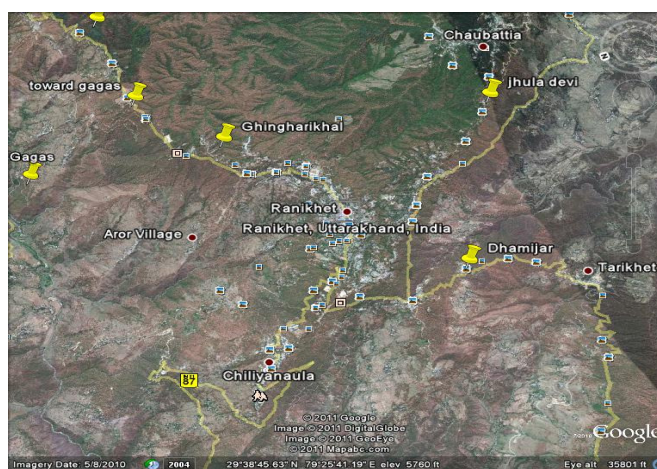 Chaubattia
toward gagas
jhula devi
Ghingharikhal
Gagas
Ranikhet
Ranikhet, Uttarakhand, India
Aror Village
Dhamijar
Tarikhet
87
Chiliyanaula
© 2011 Google
Image © 2011 DigitalGlobe
Image © 2011 GeoEye
© 2011 Mapabc.com
Google
Imagery Date: 5/8/2010 2004 29°38'45.63" N 79°25'41.19" E elev 5760 ft Eye alt 35801 ft